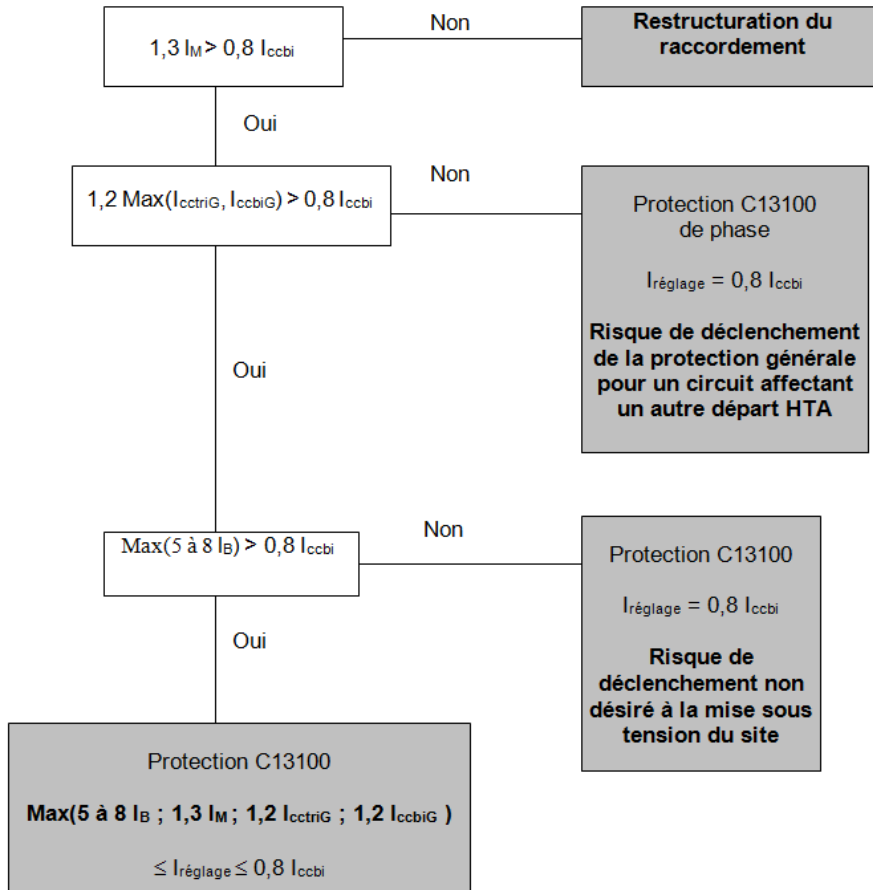 1,3 IM > 0,8 Iccbi
Non
Restructuration du
raccordement
Oui
1,2 Max(IcctriG, IccbiG) > 0,8 Iccbi
Non
Protection C13100
de phase
Iréglage = 0,8 Iccbi
Risque de déclenchement
de la protection générale
pour un circuit affectant
un autre départ HTA
Oui
Max(5 à 8 IB) > 0,8 Iccbi
Non
Protection C13100
Iréglage = 0,8 Iccbi
Risque de
déclenchement non
désiré à la mise sous
tension du site
Oui
Protection C13100
Max(5 à 8 IB ; 1,3 IM ; 1,2 IcctriG ; 1,2 IccbiG )
≤ Iréglage ≤ 0,8 Iccbi